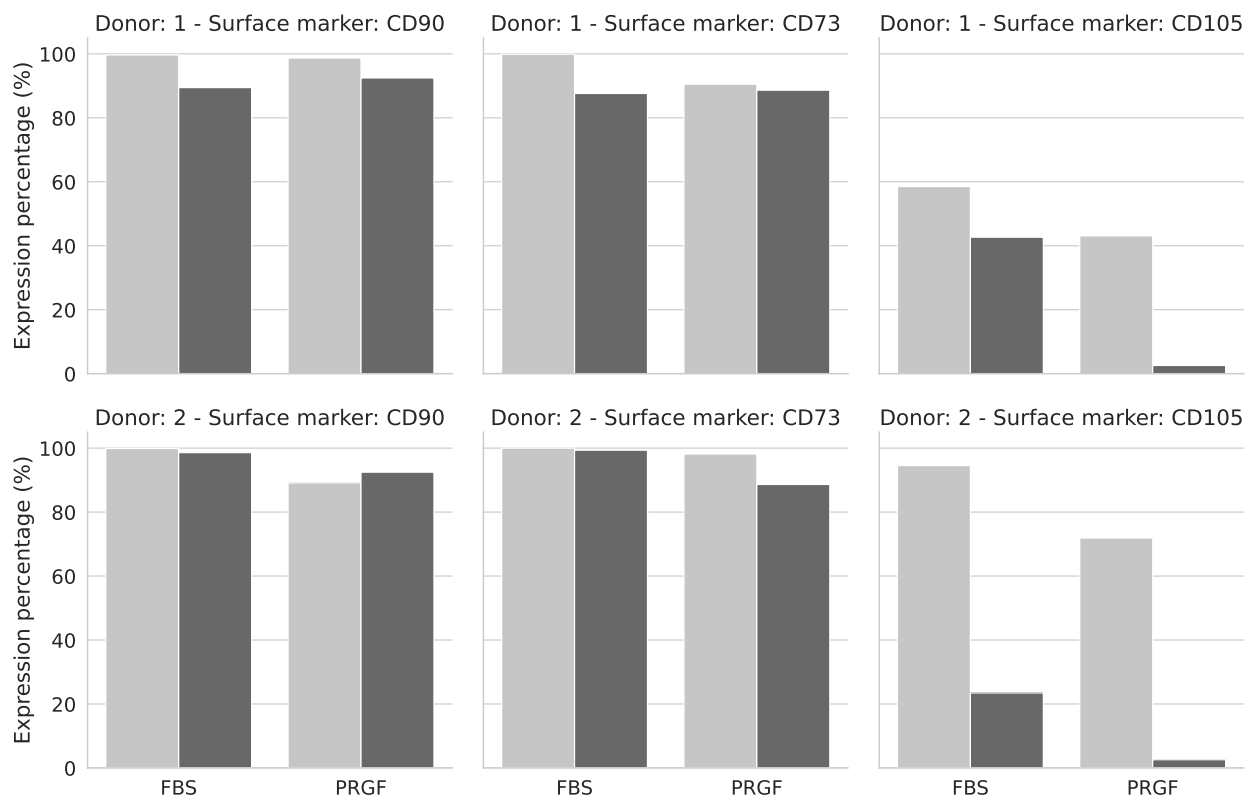 Donor: 1 - Surface marker: CD90
Donor: 1 - Surface marker: CD73
Donor: 1 - Surface marker: CD105
Expression percentage (%)
100
80
60
40
20
0
Donor: 2 - Surface marker: CD90
Donor: 2 - Surface marker: CD73
Donor: 2 - Surface marker: CD105
Expression percentage (%)
100
80
60
40
20
0
FBS
PRGF
FBS
PRGF
FBS
PRGF